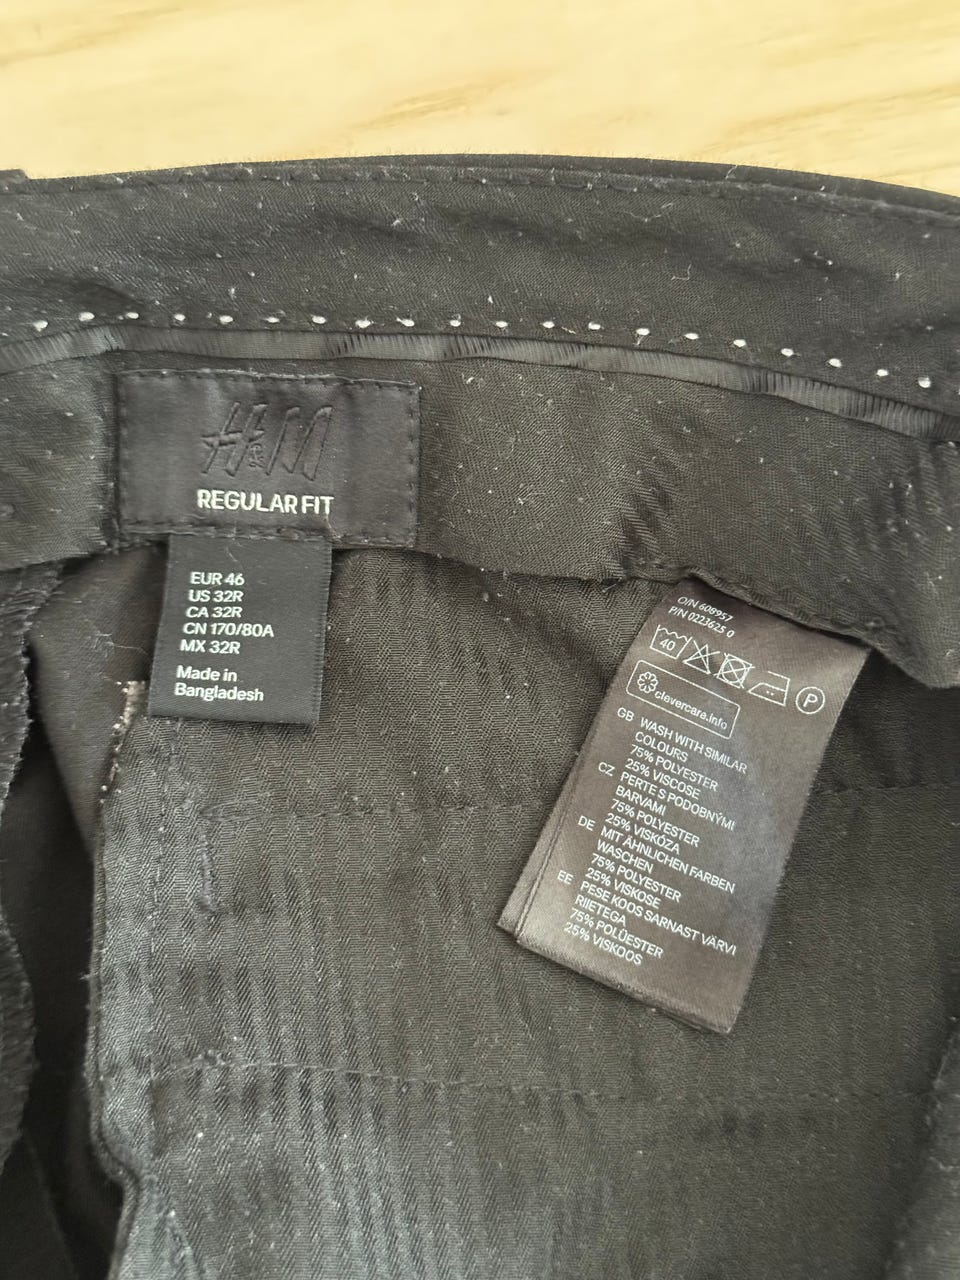 H&M
REGULAR FIT
EUR 46
US 32R
CA 32R
CN 170/80A
MX 32R
Made in
Bangladesh
O/N 608957
P/N 0223625 0
40
P
clevercare.info
GB WASH WITH SIMILAR
COLOURS
75% POLYESTER
25% VISCOSE
CZ PERTE S PODOBNÝMI
BARVAMI
75% POLYESTER
25% VISKÓZA
DE MIT ÄHNLICHEN FARBEN
WASCHEN
75% POLYESTER
25% VISKOSE
EE PESE KOOS SARNAST VÄRVI
RIIETEGA
75% POLÜESTER
25% VISKOOS